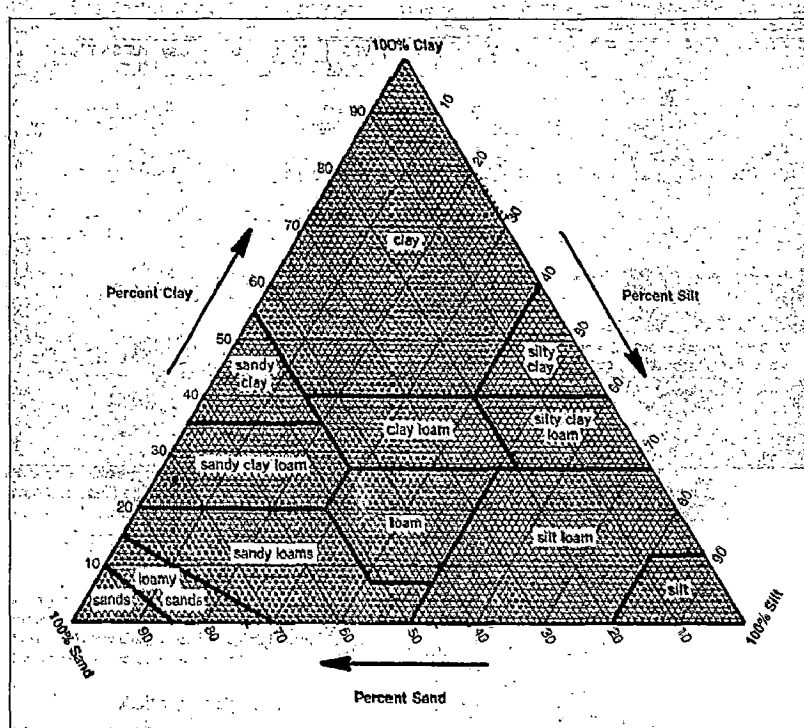 100% Clay
90
10
80
20
70
30
clay
60
40
Percent Clay
Percent Silt
50
50
silty
clay
sandy
clay
40
60
clay loam
silty clay
loam
30
70
sandy clay loam
20
80
loam
silt loam
sandy loams
10
90
loamy
sands
silt
sands
100% Sand
90
80
70
60
50
40
30
20
10
100% Silt
Percent Sand